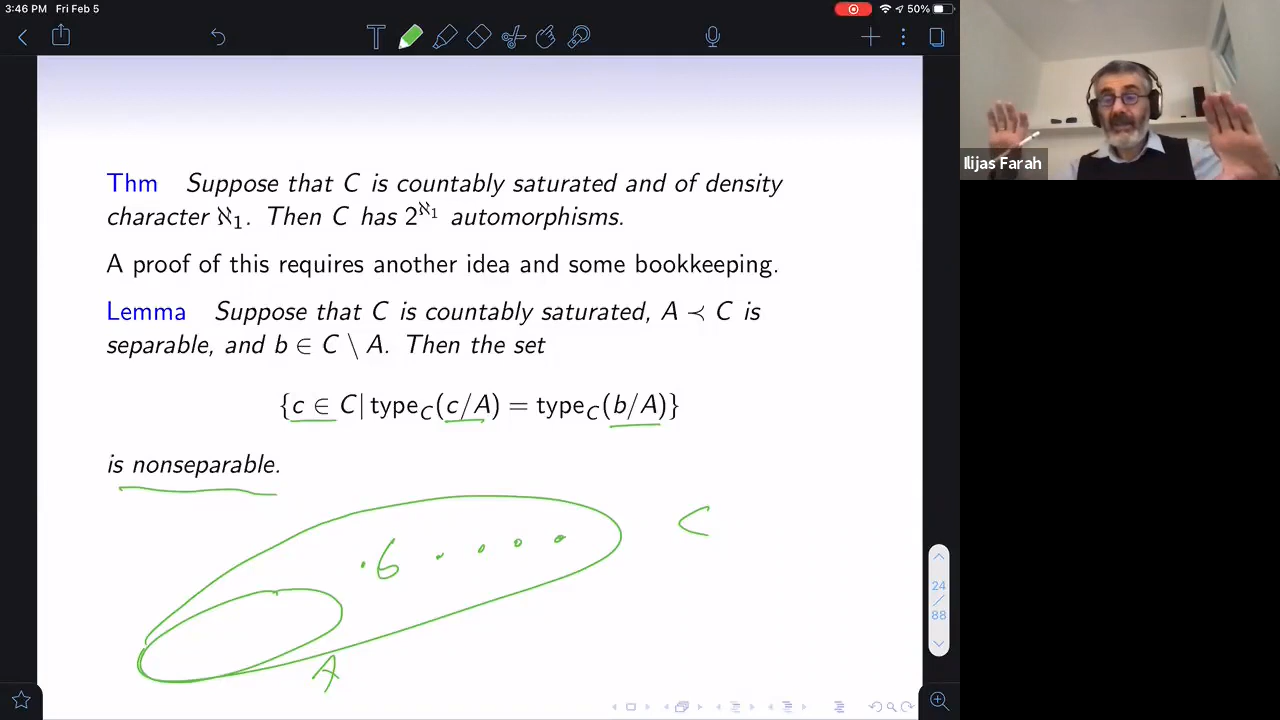 3:46 PM Fri Feb 5
50%
Ilijas Farah
Thm Suppose that C is countably saturated and of density
character ℵ₁. Then C has 2^ℵ₁ automorphisms.
A proof of this requires another idea and some bookkeeping.
Lemma Suppose that C is countably saturated, A ≺ C is
separable, and b ∈ C \ A. Then the set
{c ∈ C| type_C(c/A) = type_C(b/A)}
is nonseparable.
C
b
A
24
/
88